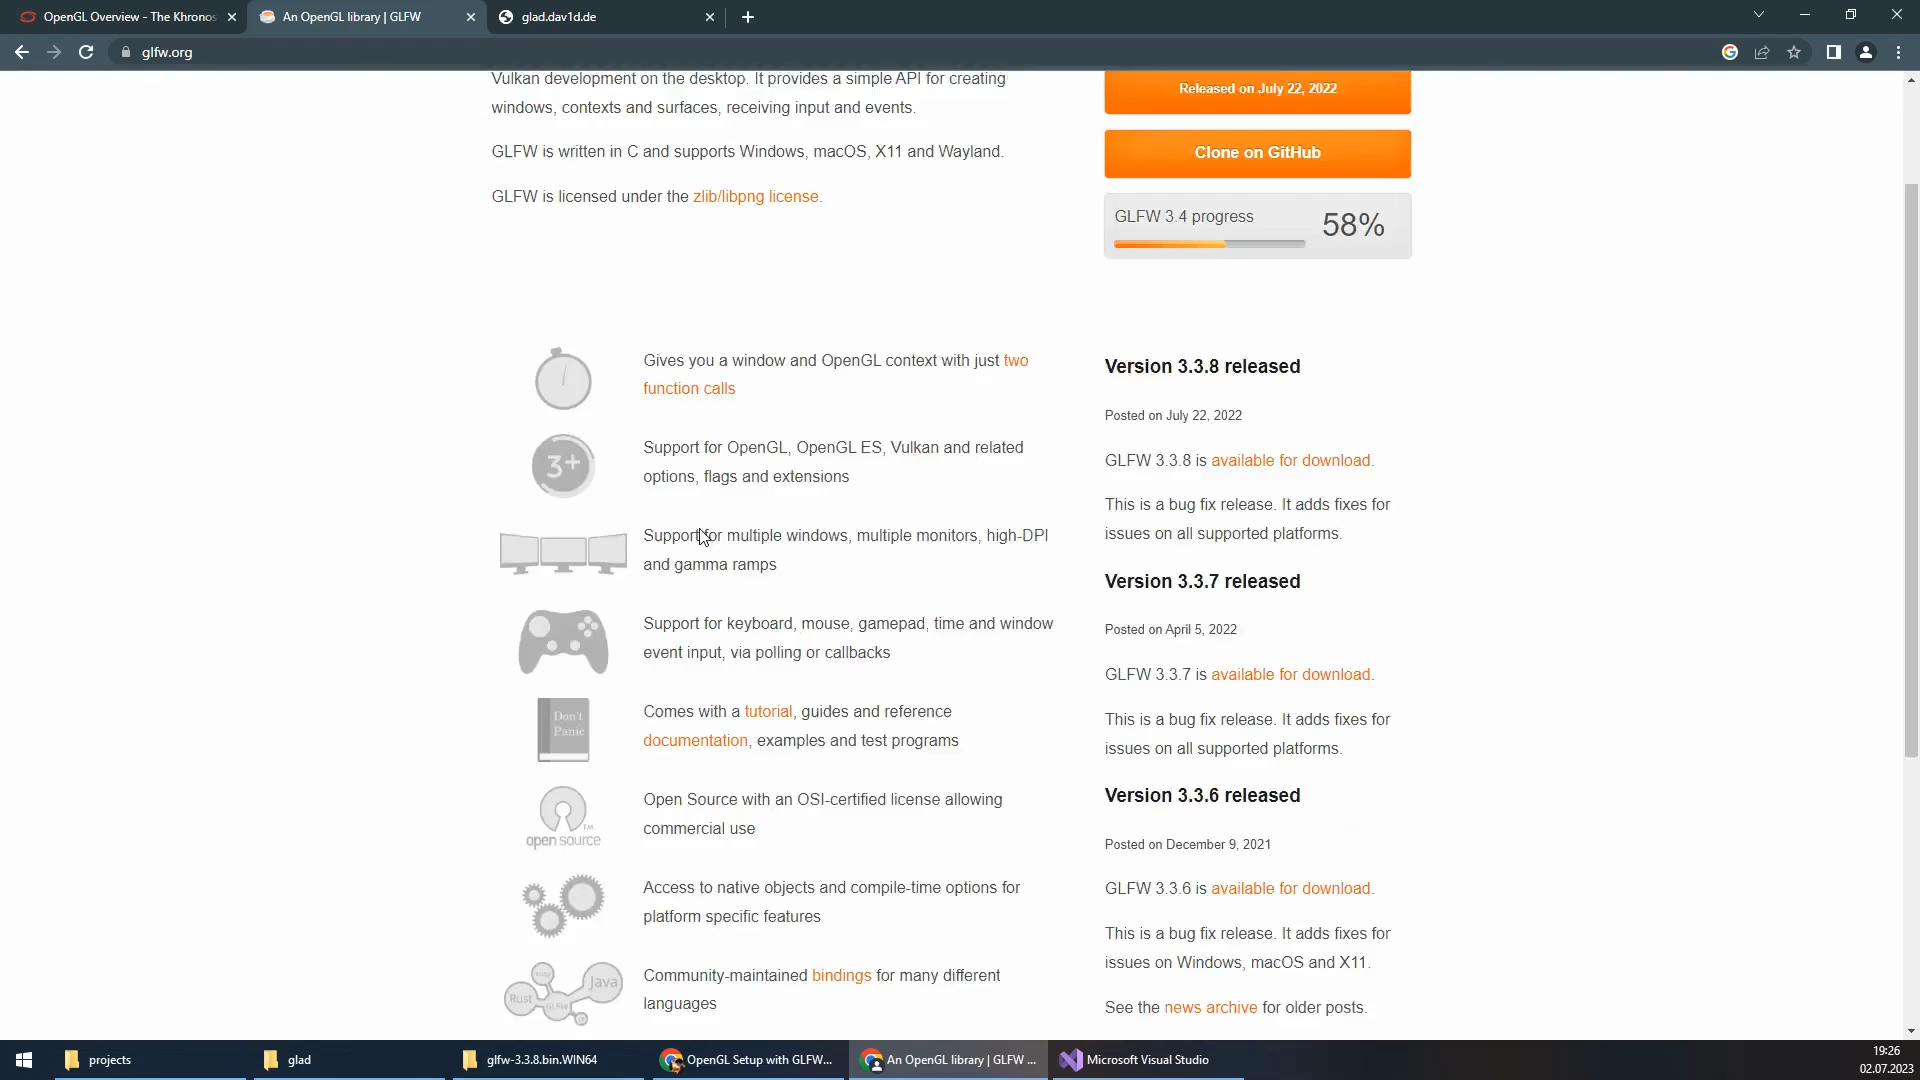 OpenGL Overview - The Khronos
An OpenGL library | GLFW
glad.dav1d.de
glfw.org
Vulkan development on the desktop. It provides a simple API for creating
windows, contexts and surfaces, receiving input and events.
GLFW is written in C and supports Windows, macOS, X11 and Wayland.
GLFW is licensed under the zlib/libpng license.
Released on July 22, 2022
Clone on GitHub
GLFW 3.4 progress
58%
Gives you a window and OpenGL context with just two
function calls
3+
Support for OpenGL, OpenGL ES, Vulkan and related
options, flags and extensions
Support for multiple windows, multiple monitors, high-DPI
and gamma ramps
Support for keyboard, mouse, gamepad, time and window
event input, via polling or callbacks
Don't
Panic
Comes with a tutorial, guides and reference
documentation, examples and test programs
open source
TM
Open Source with an OSI-certified license allowing
commercial use
Access to native objects and compile-time options for
platform specific features
Ruby
Java
Rust
GLFW
Community-maintained bindings for many different
languages
Version 3.3.8 released
Posted on July 22, 2022
GLFW 3.3.8 is available for download.
This is a bug fix release. It adds fixes for
issues on all supported platforms.
Version 3.3.7 released
Posted on April 5, 2022
GLFW 3.3.7 is available for download.
This is a bug fix release. It adds fixes for
issues on all supported platforms.
Version 3.3.6 released
Posted on December 9, 2021
GLFW 3.3.6 is available for download.
This is a bug fix release. It adds fixes for
issues on Windows, macOS and X11.
See the news archive for older posts.
projects
glad
glfw-3.3.8.bin.WIN64
OpenGL Setup with GLFW...
An OpenGL library | GLFW ...
Microsoft Visual Studio
19:26
02.07.2023